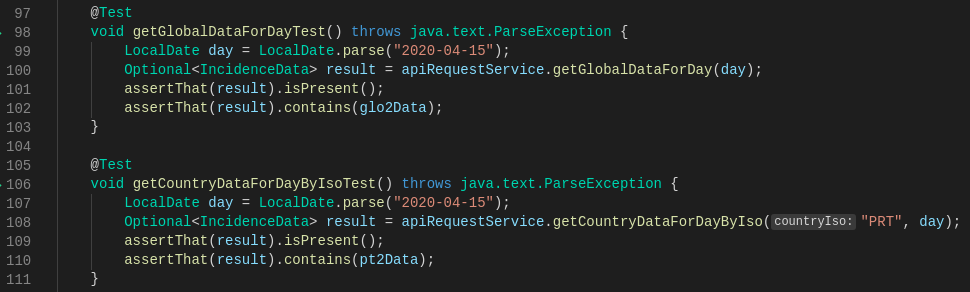 97 @Test
98 void getGlobalDataForDayTest() throws java.text.ParseException {
99 LocalDate day = LocalDate.parse("2020-04-15");
100 Optional<IncidenceData> result = apiRequestService.getGlobalDataForDay(day);
101 assertThat(result).isPresent();
102 assertThat(result).contains(glo2Data);
103 }
104
105 @Test
106 void getCountryDataForDayByIsoTest() throws java.text.ParseException {
107 LocalDate day = LocalDate.parse("2020-04-15");
108 Optional<IncidenceData> result = apiRequestService.getCountryDataForDayByIso(countryIso: "PRT", day);
109 assertThat(result).isPresent();
110 assertThat(result).contains(pt2Data);
111 }